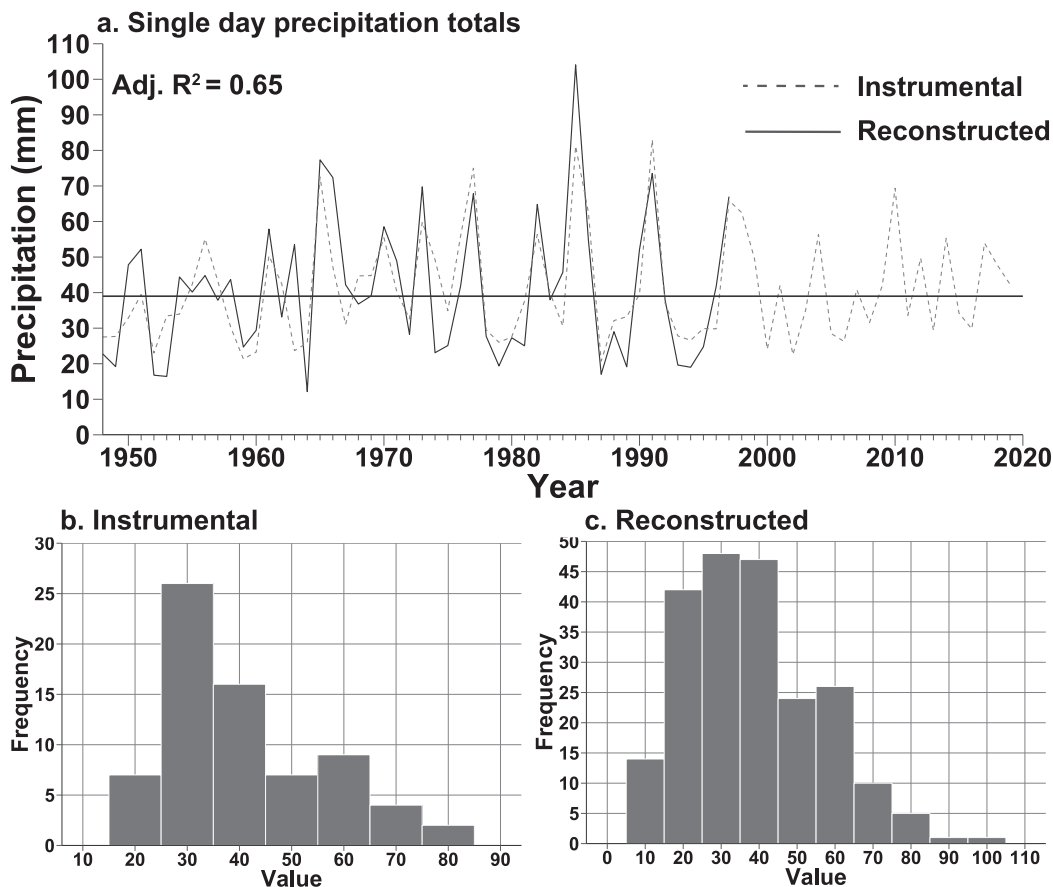 a. Single day precipitation totals
110
100
90
80
70
60
50
40
30
20
10
0
Precipitation (mm)
Adj. R² = 0.65
Instrumental
Reconstructed
1950 1960 1970 1980 1990 2000 2010 2020
Year
b. Instrumental
30
25
20
15
10
5
0
Frequency
10 20 30 40 50 60 70 80 90
Value
c. Reconstructed
50
45
40
35
30
25
20
15
10
5
0
Frequency
0 10 20 30 40 50 60 70 80 90 100 110
Value